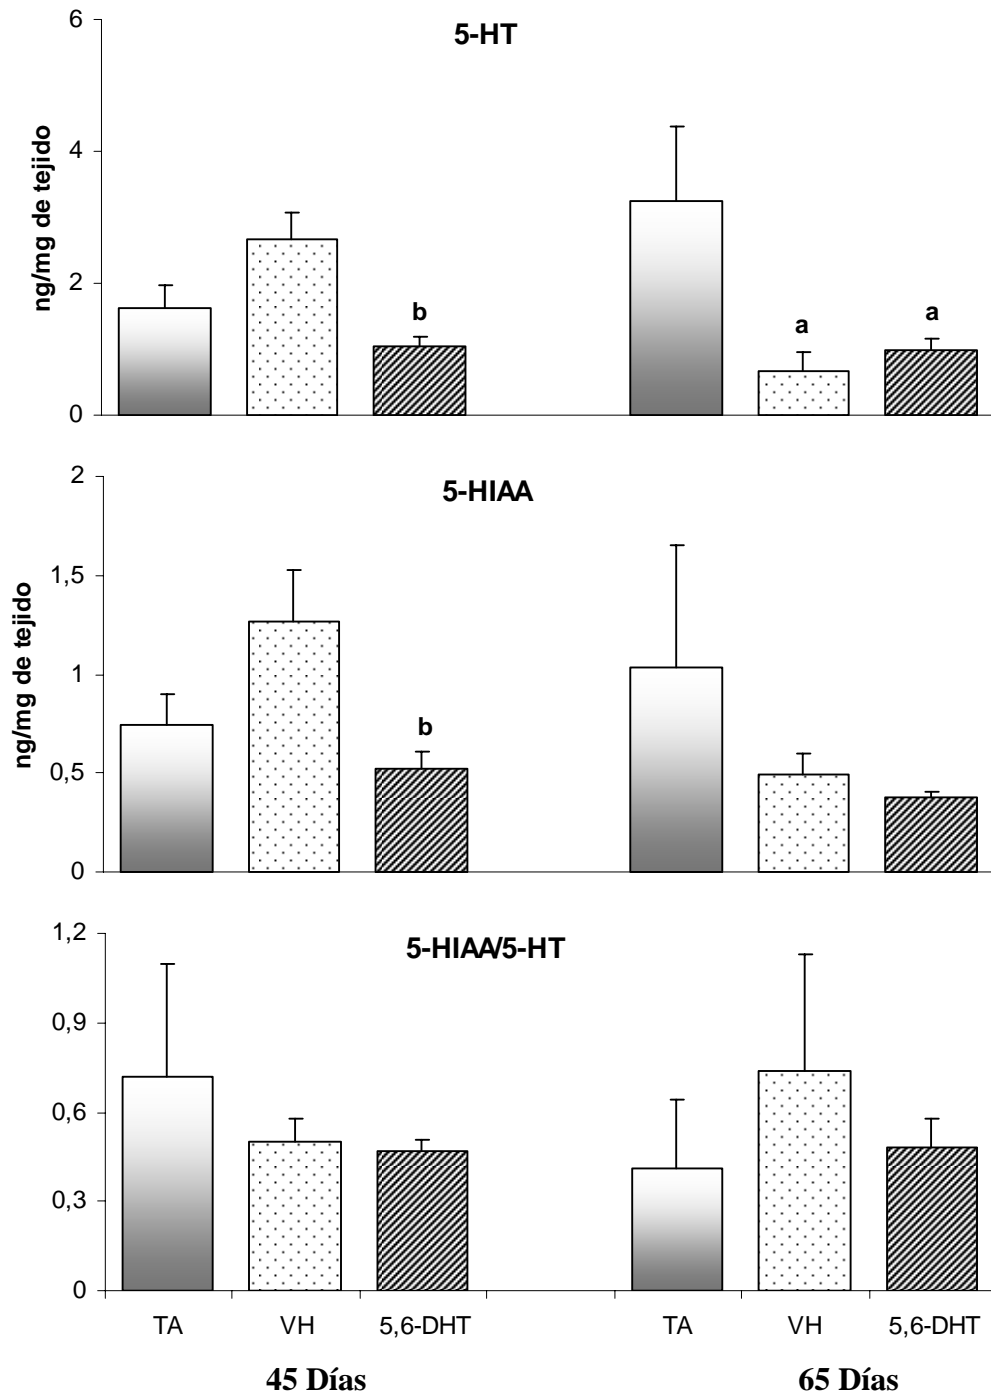 5-HT
ng/mg de tejido
6
4
2
0
b
a
a
5-HIAA
ng/mg de tejido
2
1,5
1
0,5
0
b
5-HIAA/5-HT
1,2
0,9
0,6
0,3
0
TA VH 5,6-DHT TA VH 5,6-DHT
45 Días 65 Días